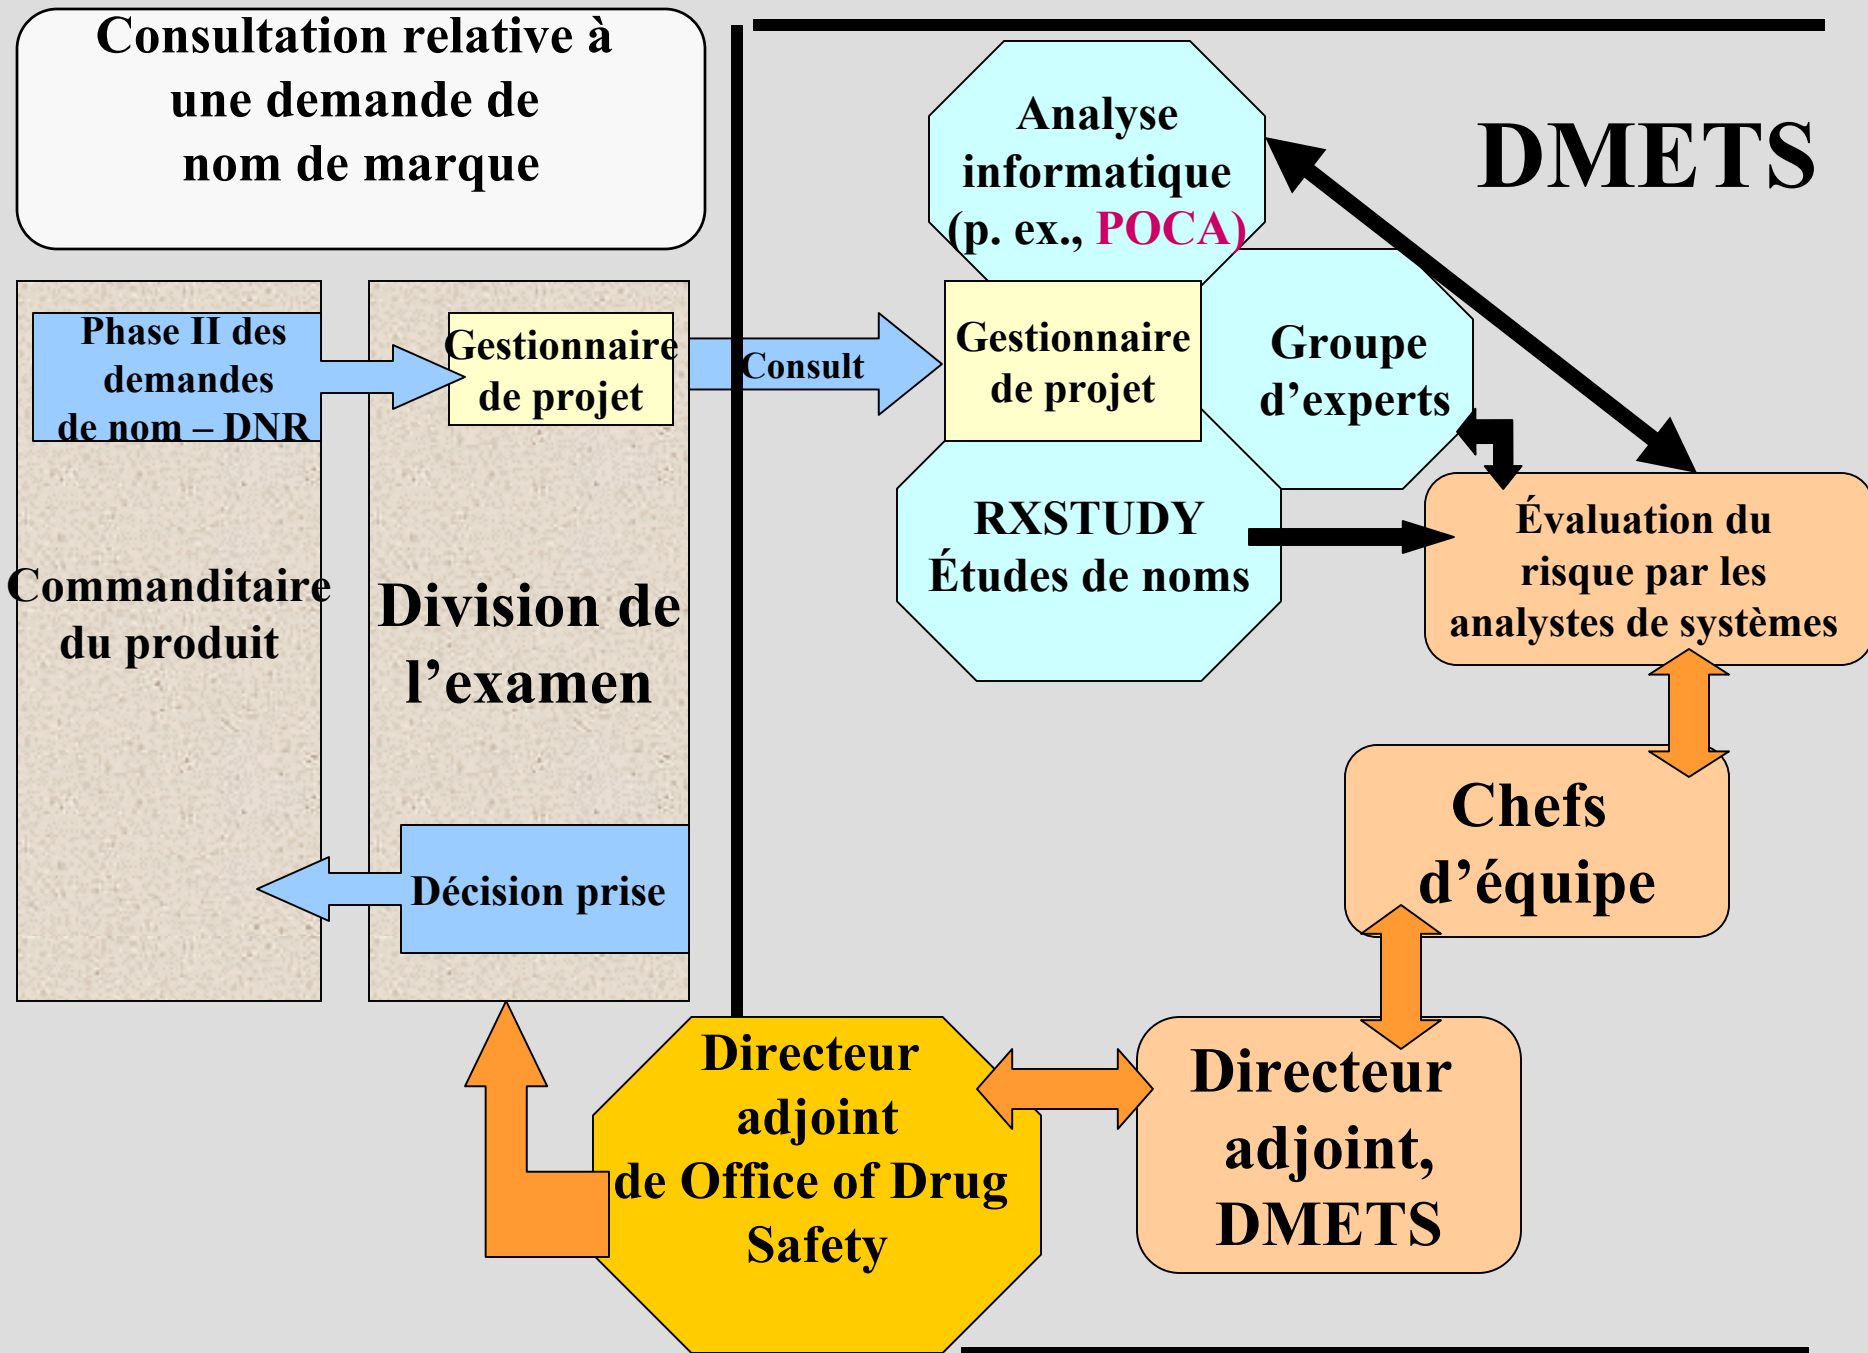 Consultation relative à
une demande de
nom de marque
DMETS
Analyse
informatique
(p. ex., POCA)
Phase II des
demandes
de nom – DNR
Gestionnaire
de projet
Consult
Gestionnaire
de projet
Groupe
d’experts
RXSTUDY
Études de noms
Évaluation du
risque par les
analystes de systèmes
Commanditaire
du produit
Division de
l’examen
Chefs
d’équipe
Décision prise
Directeur
adjoint
de Office of Drug
Safety
Directeur
adjoint,
DMETS